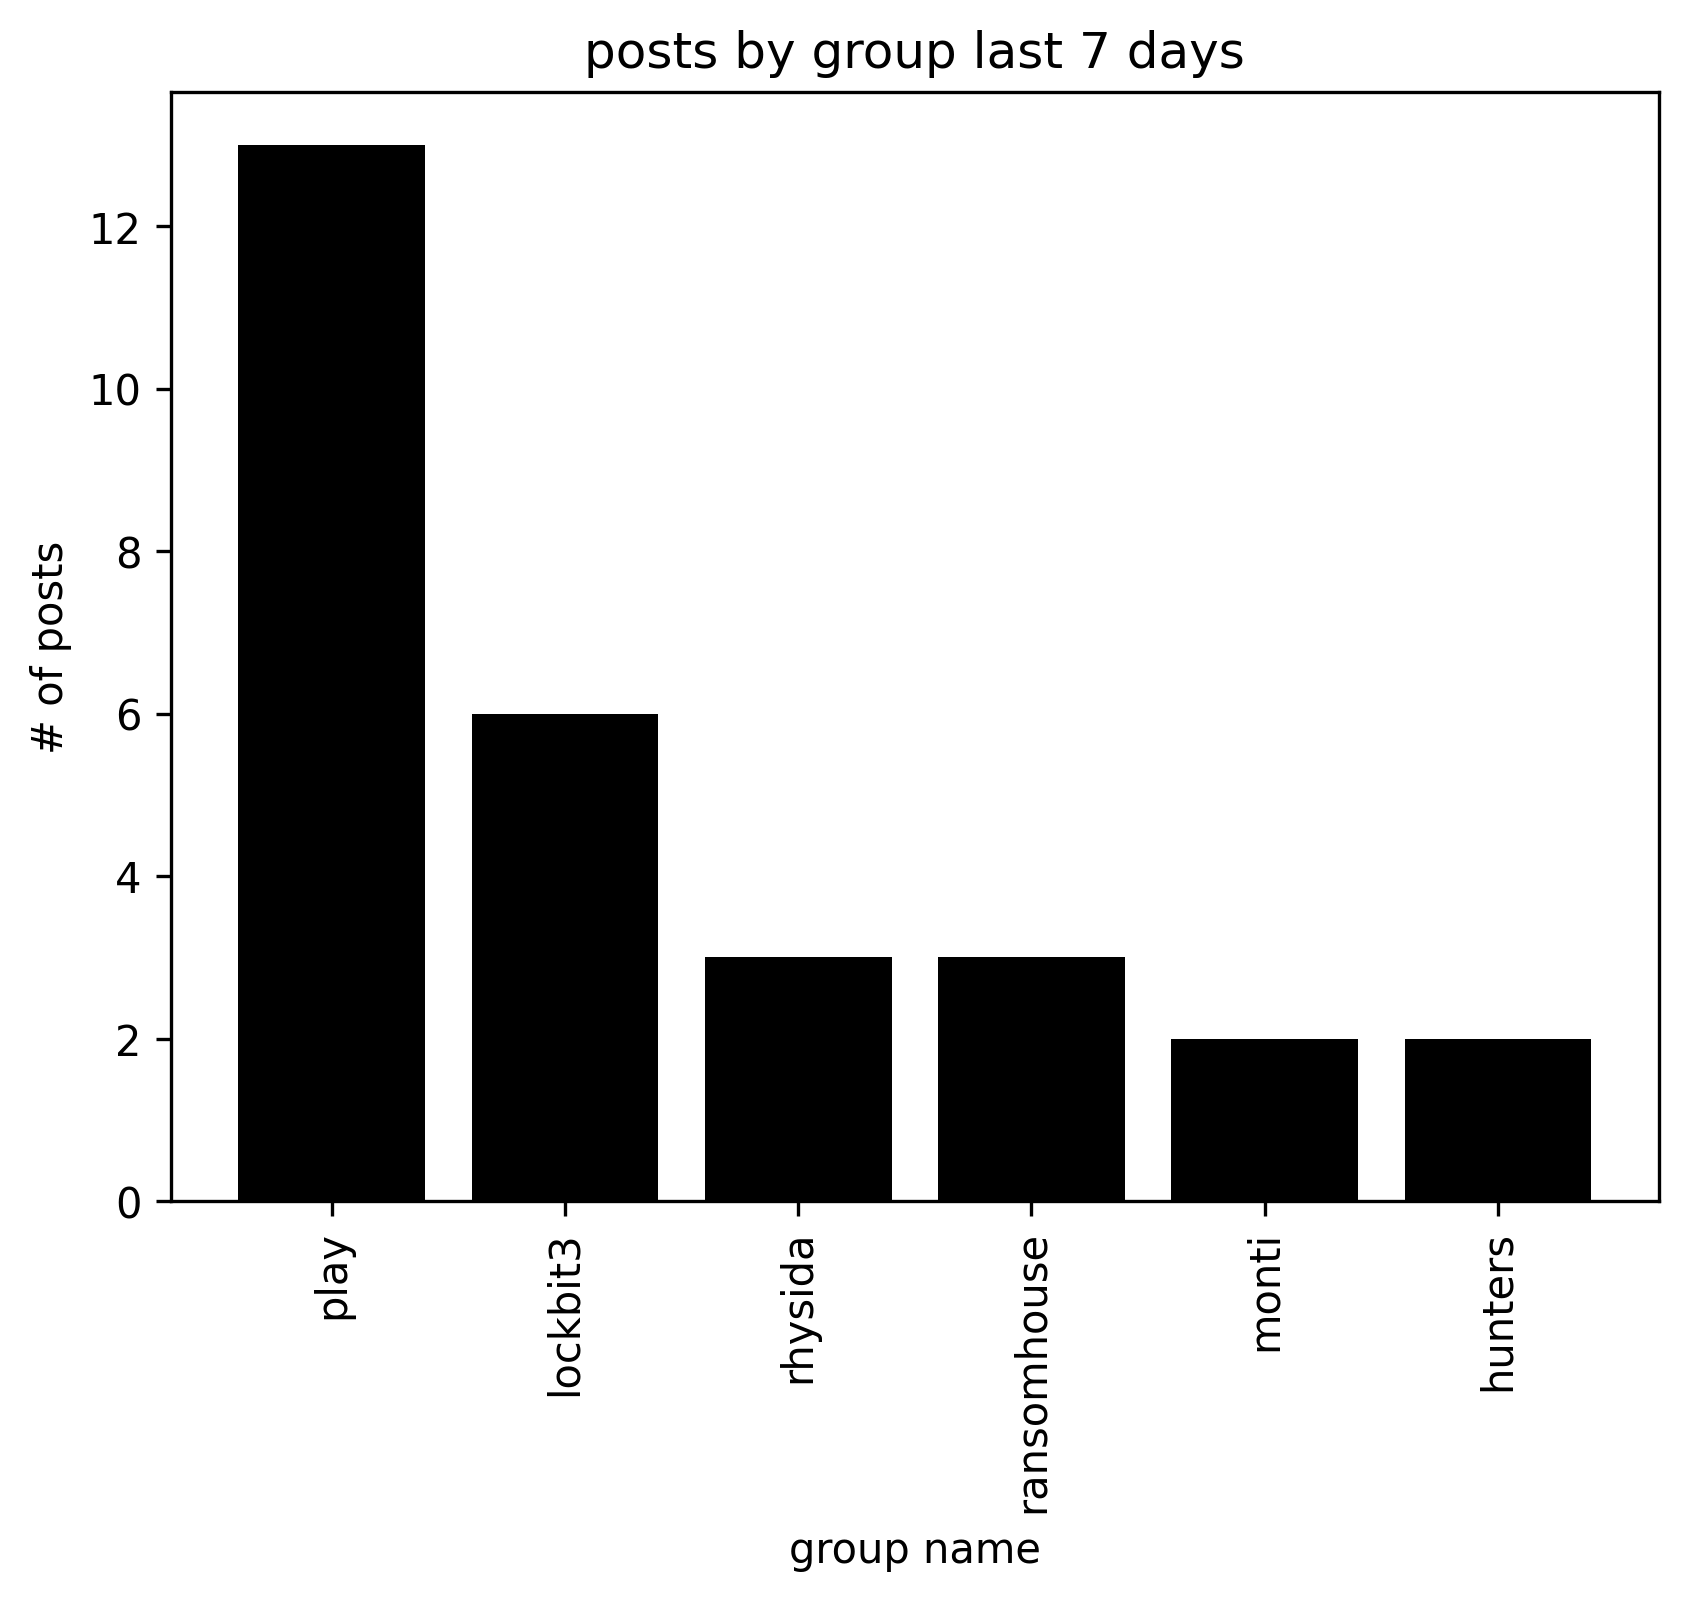 posts by group last 7 days
# of posts
12
10
8
6
4
2
0
play
lockbit3
rhysida
ransomhouse
monti
hunters
group name